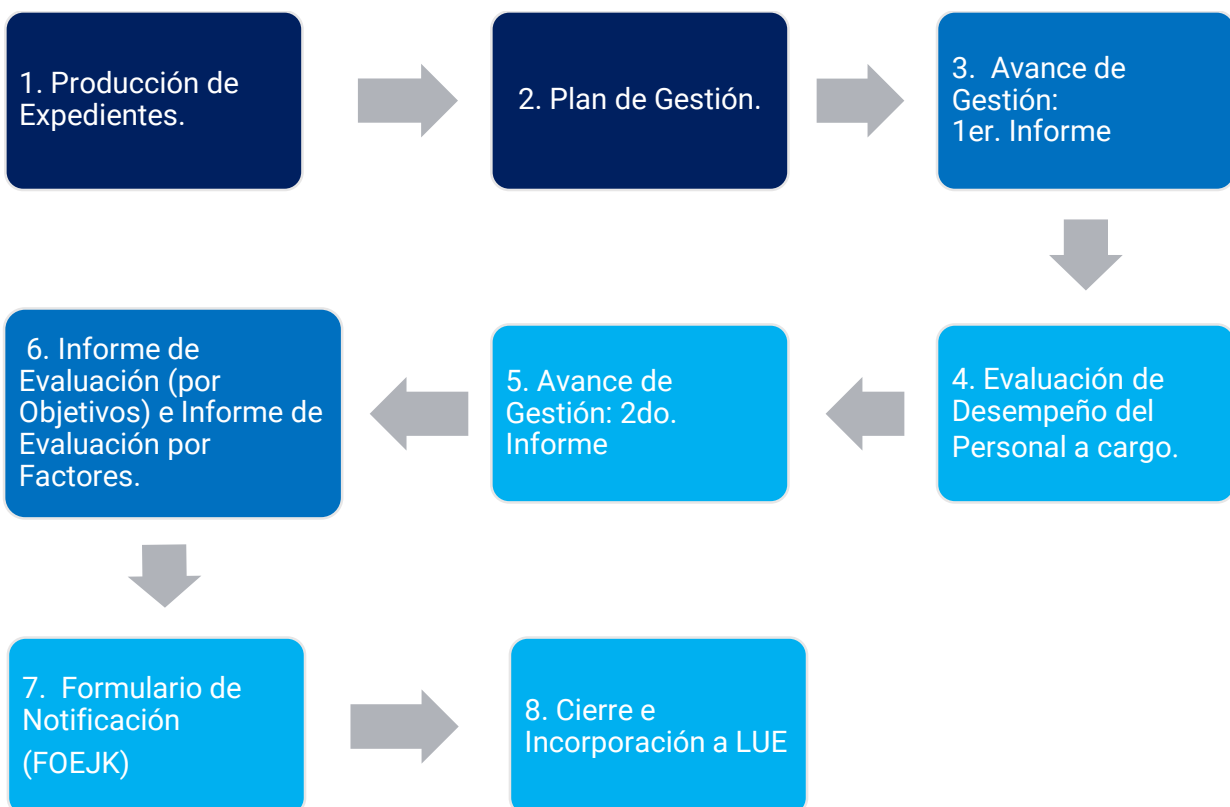 1. Producción de
Expedientes.
2. Plan de Gestión.
3. Avance de
Gestión:
1er. Informe
4. Evaluación de
Desempeño del
Personal a cargo.
5. Avance de
Gestión: 2do.
Informe
6. Informe de
Evaluación (por
Objetivos) e Informe de
Evaluación por
Factores.
7. Formulario de
Notificación
(FOEJK)
8. Cierre e
Incorporación a LUE